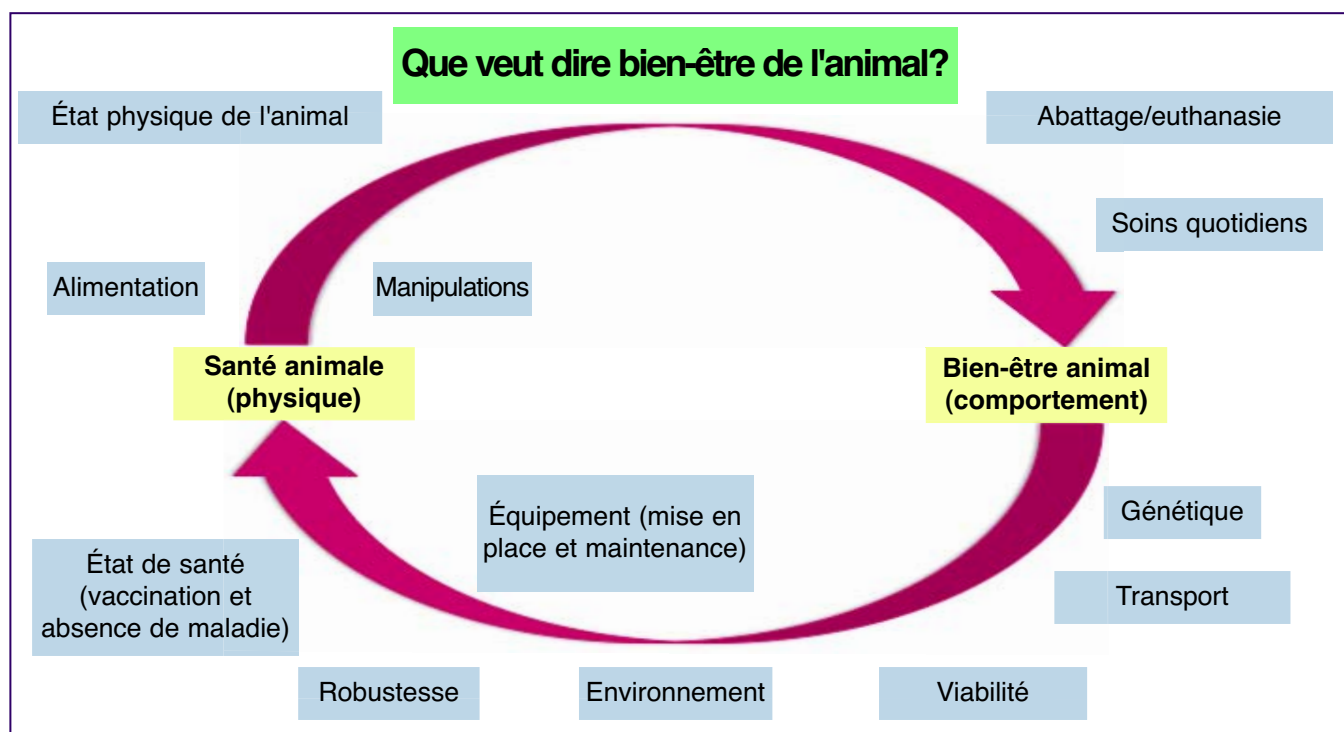 Que veut dire bien-être de l'animal?
État physique de l'animal
Abattage/euthanasie
Soins quotidiens
Alimentation
Manipulations
Santé animale
(physique)
Bien-être animal
(comportement)
Équipement (mise en
place et maintenance)
Génétique
État de santé
(vaccination et
absence de maladie)
Transport
Robustesse
Environnement
Viabilité